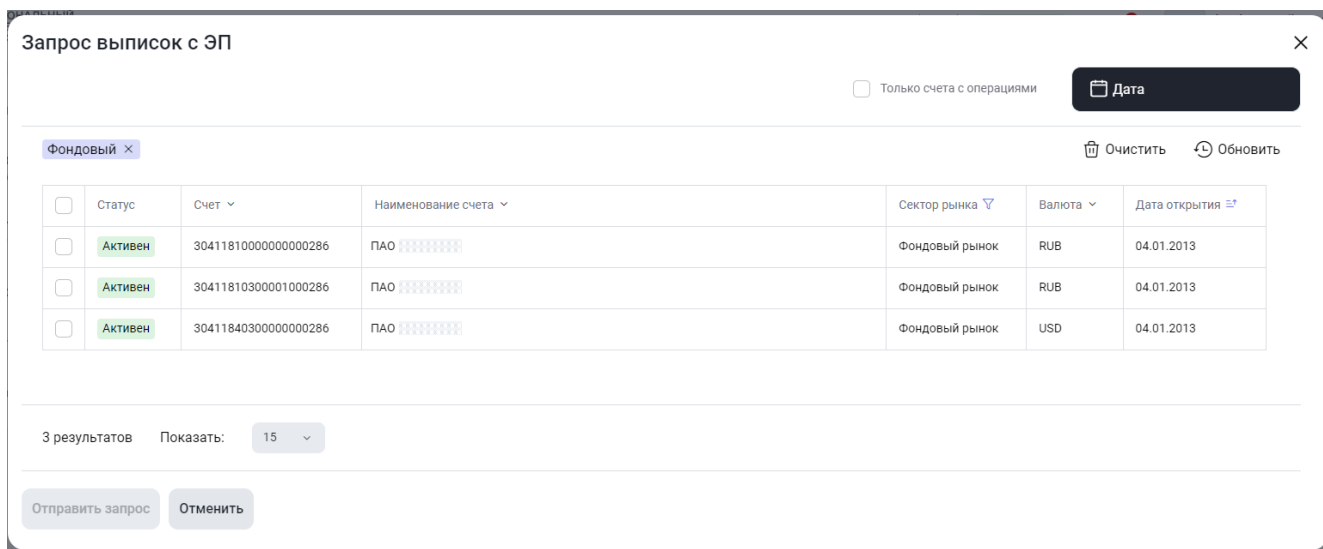 Запрос выписок с ЭП
Только счета с операциями
Дата
Фондовый
Очистить Обновить
Статус Счет Наименование счета Сектор рынка Валюта Дата открытия
Активен 30411810000000000286 ПАО Фондовый рынок RUB 04.01.2013
Активен 30411810300001000286 ПАО Фондовый рынок RUB 04.01.2013
Активен 30411840300000000286 ПАО Фондовый рынок USD 04.01.2013
3 результатов Показать: 15
Отправить запрос Отменить